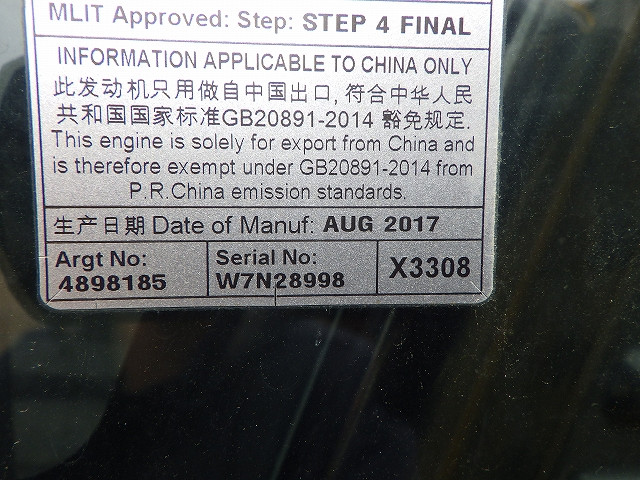 MLIT Approved: Step: STEP 4 FINAL
INFORMATION APPLICABLE TO CHINA ONLY
此发动机只用做自中国出口, 符合中华人民
共和国国家标准GB20891-2014 豁免规定.
This engine is solely for export from China and
is therefore exempt under GB20891-2014 from
P.R.China emission standards.
生产日期 Date of Manuf: AUG 2017
Argt No:
4898185
Serial No:
W7N28998
X3308